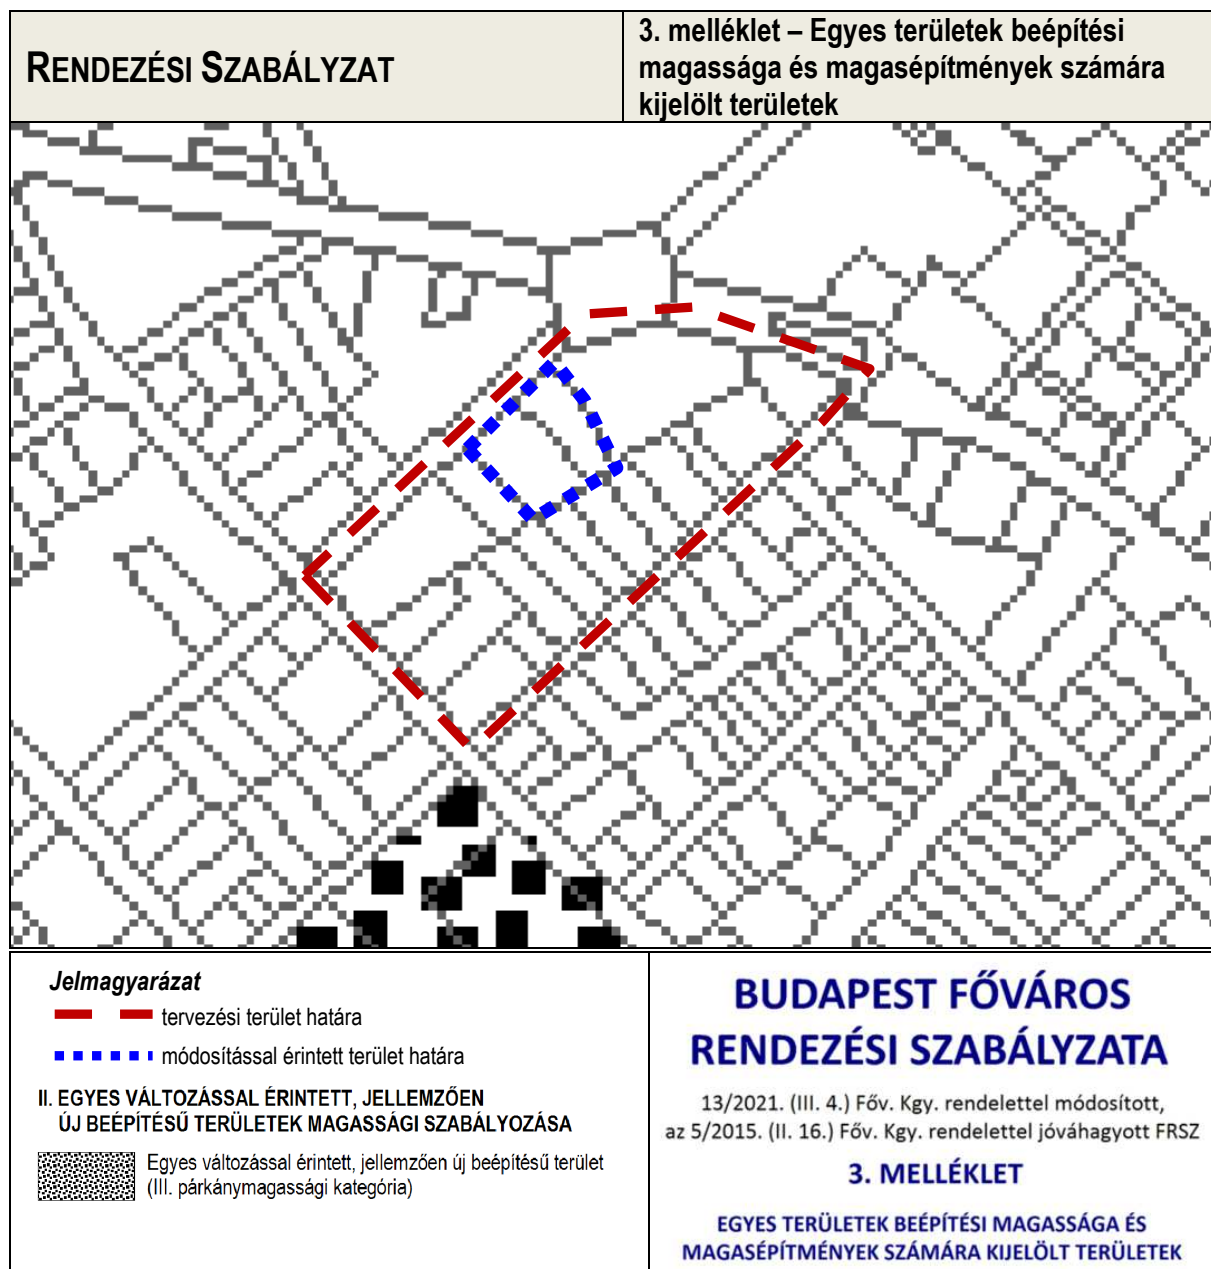 RENDEZÉSI SZABÁLYZAT
3. melléklet – Egyes területek beépítési
magassága és magasépítmények számára
kijelölt területek
Jelmagyarázat
tervezési terület határa
módosítással érintett terület határa
II. EGYES VÁLTOZÁSSAL ÉRINTETT, JELLEMZŐEN
ÚJ BEÉPÍTÉSŰ TERÜLETEK MAGASSÁGI SZABÁLYOZÁSA
Egyes változással érintett, jellemzően új beépítésű terület
(III. párkánymagassági kategória)
BUDAPEST FŐVÁROS
RENDEZÉSI SZABÁLYZATA
13/2021. (III. 4.) Főv. Kgy. rendelettel módosított,
az 5/2015. (II. 16.) Főv. Kgy. rendelettel jóváhagyott FRSZ
3. MELLÉKLET
EGYES TERÜLETEK BEÉPÍTÉSI MAGASSÁGA ÉS
MAGASÉPÍTMÉNYEK SZÁMÁRA KIJELÖLT TERÜLETEK